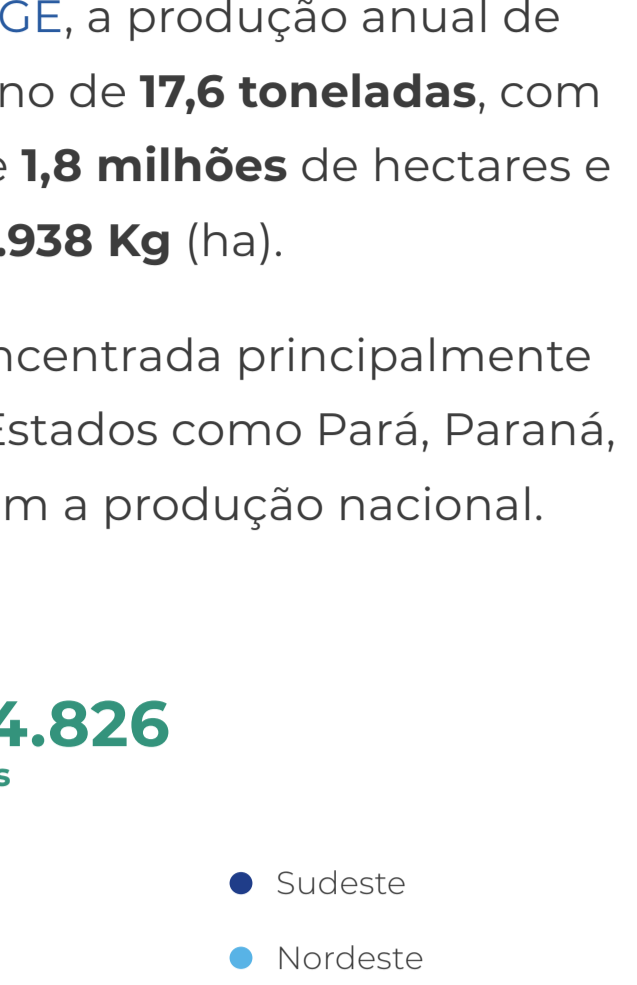 GE, a produção anual de
no de 17,6 toneladas, com
e 1,8 milhões de hectares e
.938 Kg (ha).
ncentrada principalmente
Estados como Pará, Paraná,
m a produção nacional.
4.826
s
Sudeste
Nordeste